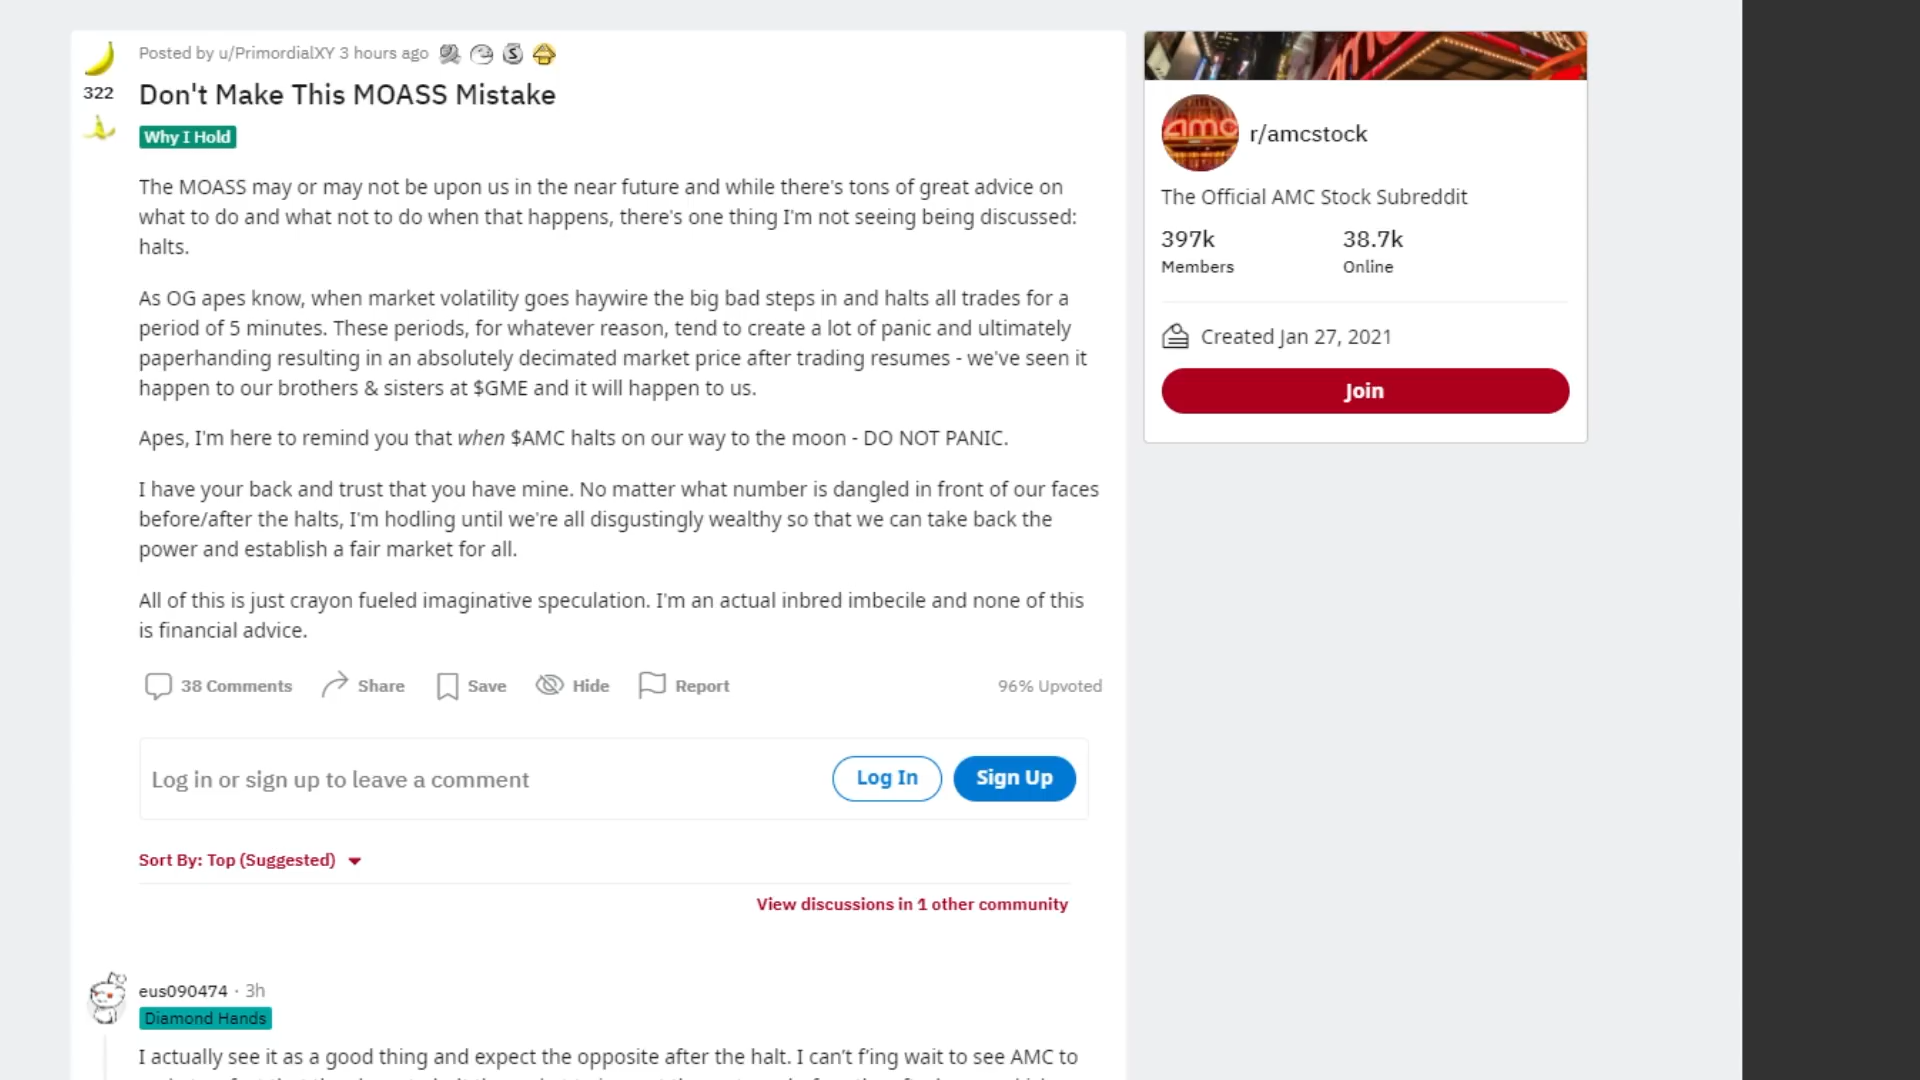 Posted by u/PrimordialXY 3 hours ago
322
Don't Make This MOASS Mistake
Why I Hold
The MOASS may or may not be upon us in the near future and while there's tons of great advice on
what to do and what not to do when that happens, there's one thing I'm not seeing being discussed:
halts.
As OG apes know, when market volatility goes haywire the big bad steps in and halts all trades for a
period of 5 minutes. These periods, for whatever reason, tend to create a lot of panic and ultimately
paperhanding resulting in an absolutely decimated market price after trading resumes - we've seen it
happen to our brothers & sisters at $GME and it will happen to us.
Apes, I'm here to remind you that when $AMC halts on our way to the moon - DO NOT PANIC.
I have your back and trust that you have mine. No matter what number is dangled in front of our faces
before/after the halts, I'm hodling until we're all disgustingly wealthy so that we can take back the
power and establish a fair market for all.
All of this is just crayon fueled imaginative speculation. I'm an actual inbred imbecile and none of this
is financial advice.
38 Comments
Share
Save
Hide
Report
96% Upvoted
Log in or sign up to leave a comment
Log In
Sign Up
Sort By: Top (Suggested)
View discussions in 1 other community
eus090474 · 3h
Diamond Hands
I actually see it as a good thing and expect the opposite after the halt. I can't f'ing wait to see AMC to
amc
r/amcstock
The Official AMC Stock Subreddit
397k
Members
38.7k
Online
Created Jan 27, 2021
Join